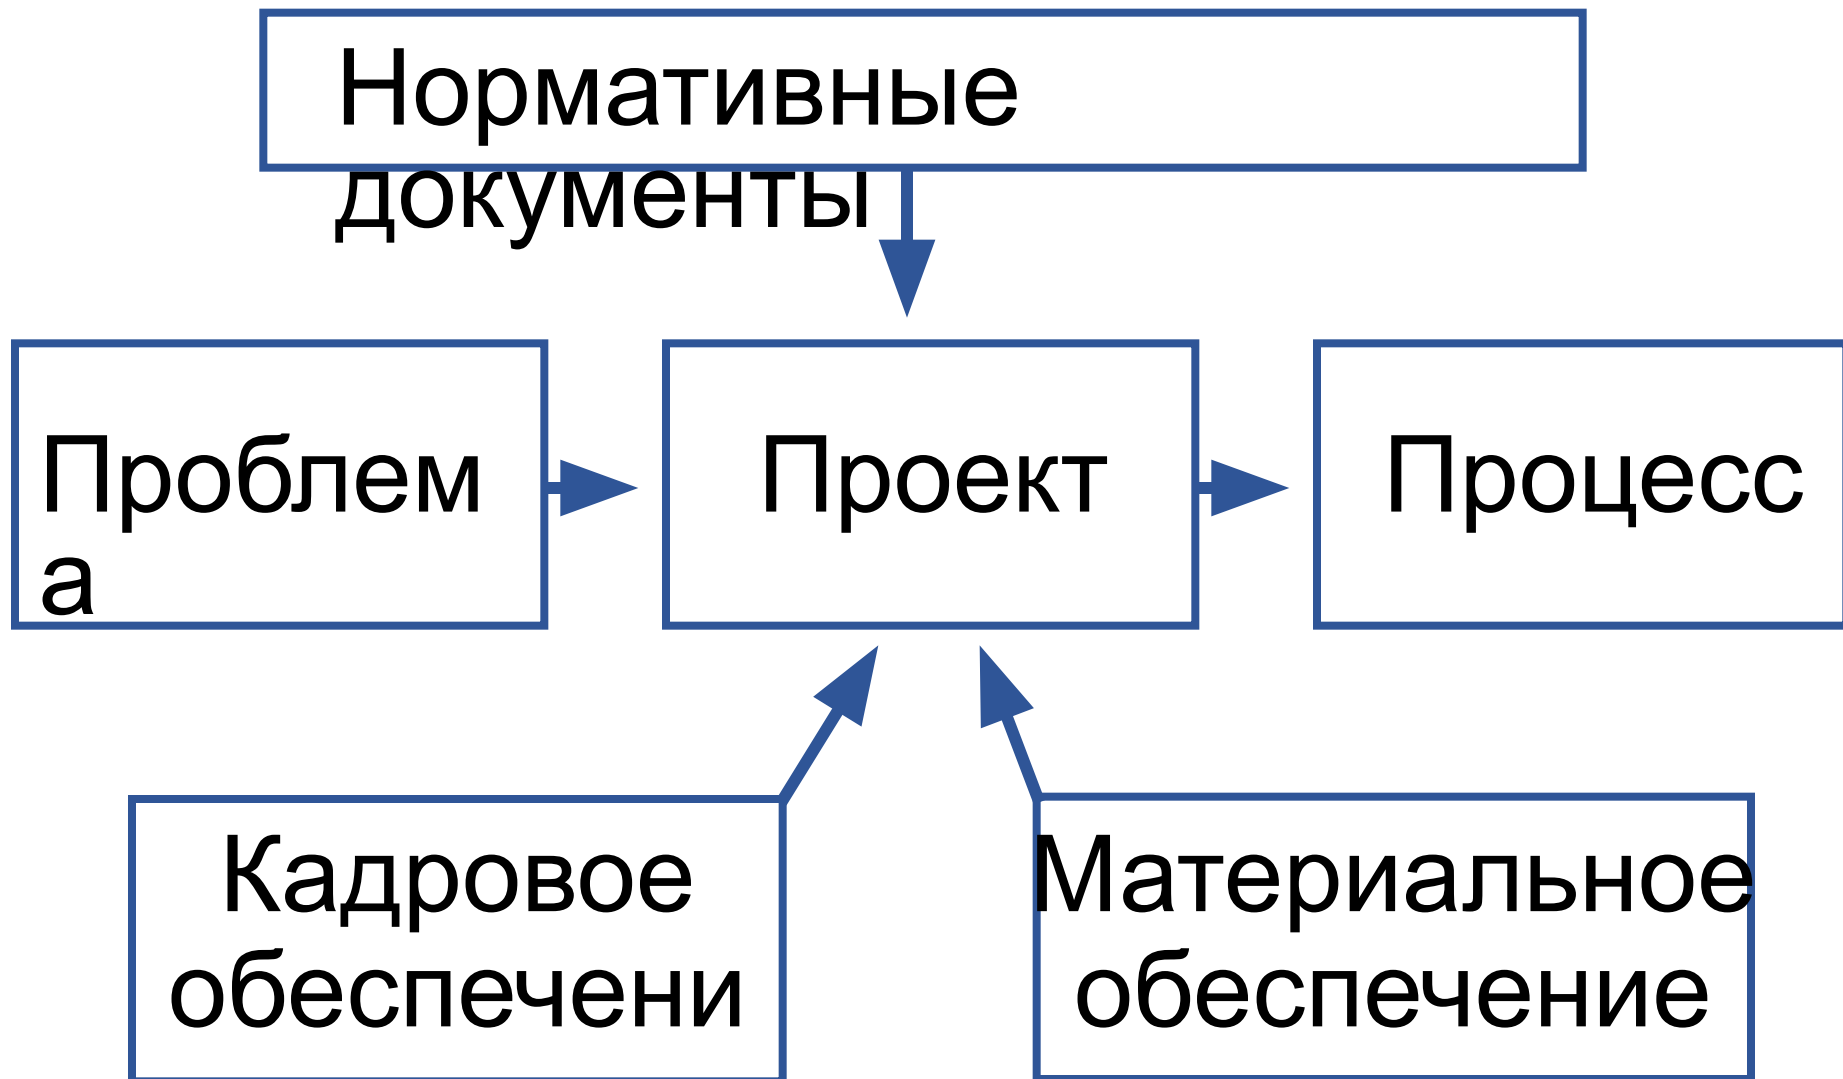 Нормативные
документы
Проблем
а
Проект
Процесс
Кадровое
обеспечени
Материальное
обеспечение